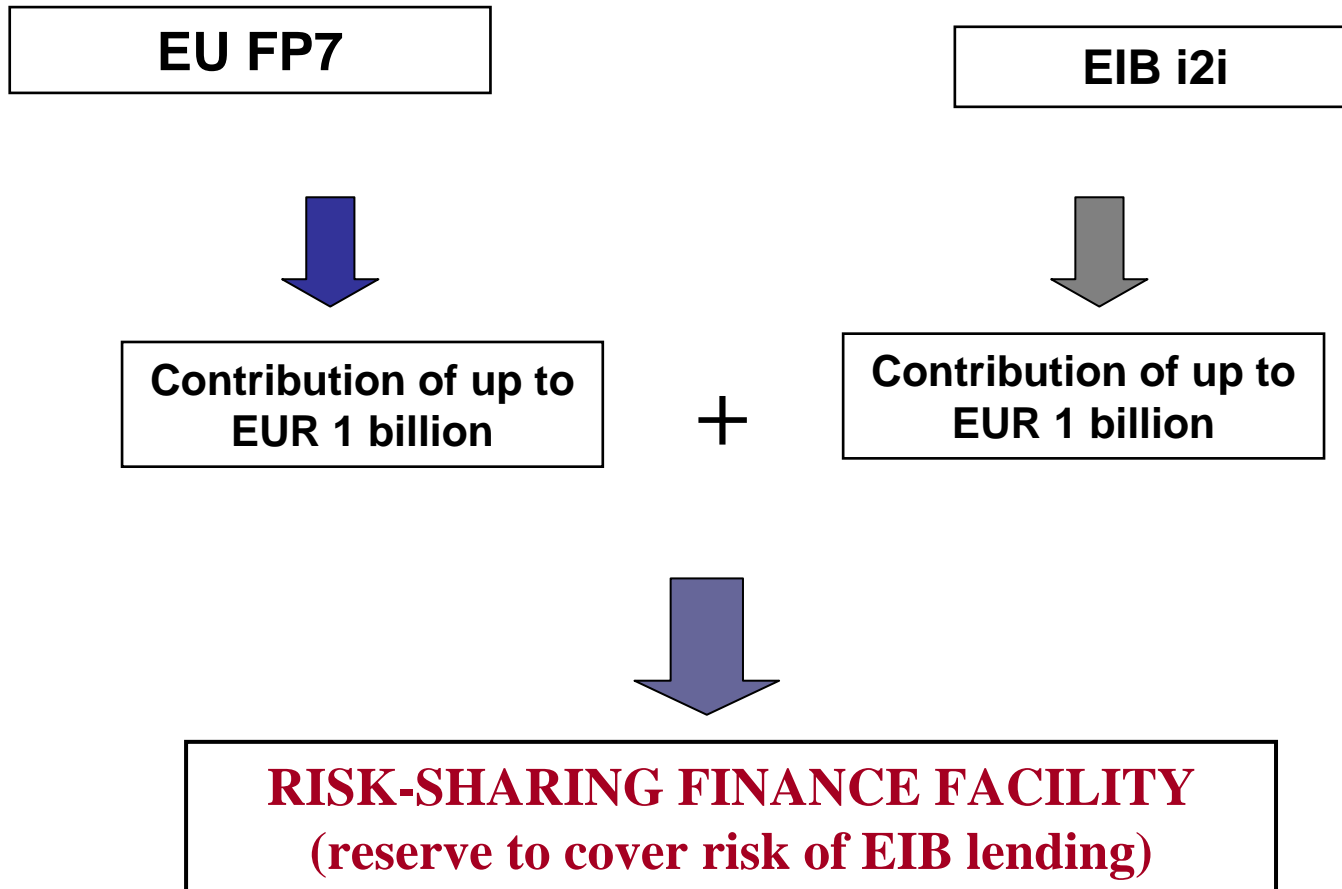 EU FP7
EIB i2i
Contribution of up to
EUR 1 billion
+
Contribution of up to
EUR 1 billion
RISK-SHARING FINANCE FACILITY
(reserve to cover risk of EIB lending)